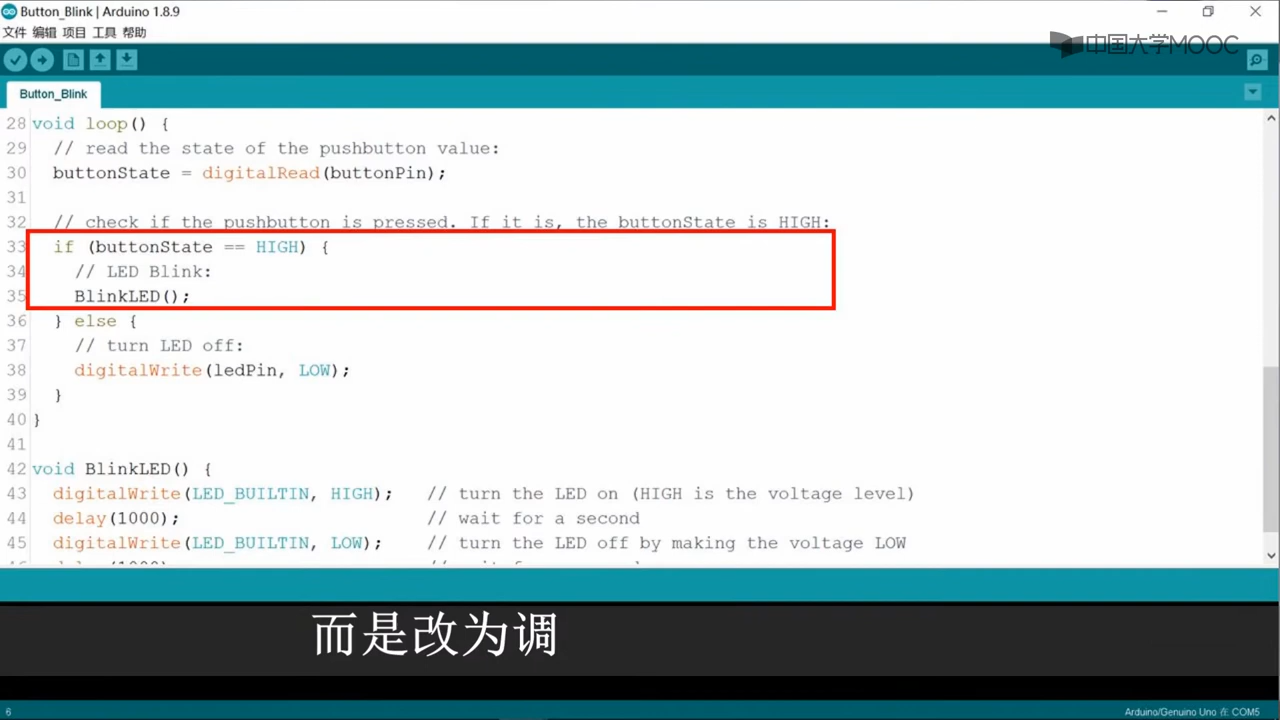 Button_Blink | Arduino 1.8.9
文件 编辑 项目 工具 帮助
中国大学MOOC
Button_Blink
28 void loop() {
29 // read the state of the pushbutton value:
30 buttonState = digitalRead(buttonPin);
31
32 // check if the pushbutton is pressed. If it is, the buttonState is HIGH:
33 if (buttonState == HIGH) {
34 // LED Blink:
35 BlinkLED();
36 } else {
37 // turn LED off:
38 digitalWrite(ledPin, LOW);
39 }
40 }
41
42 void BlinkLED() {
43 digitalWrite(LED_BUILTIN, HIGH); // turn the LED on (HIGH is the voltage level)
44 delay(1000); // wait for a second
45 digitalWrite(LED_BUILTIN, LOW); // turn the LED off by making the voltage LOW
而是改为调
6
Arduino/Genuino Uno 在 COM5